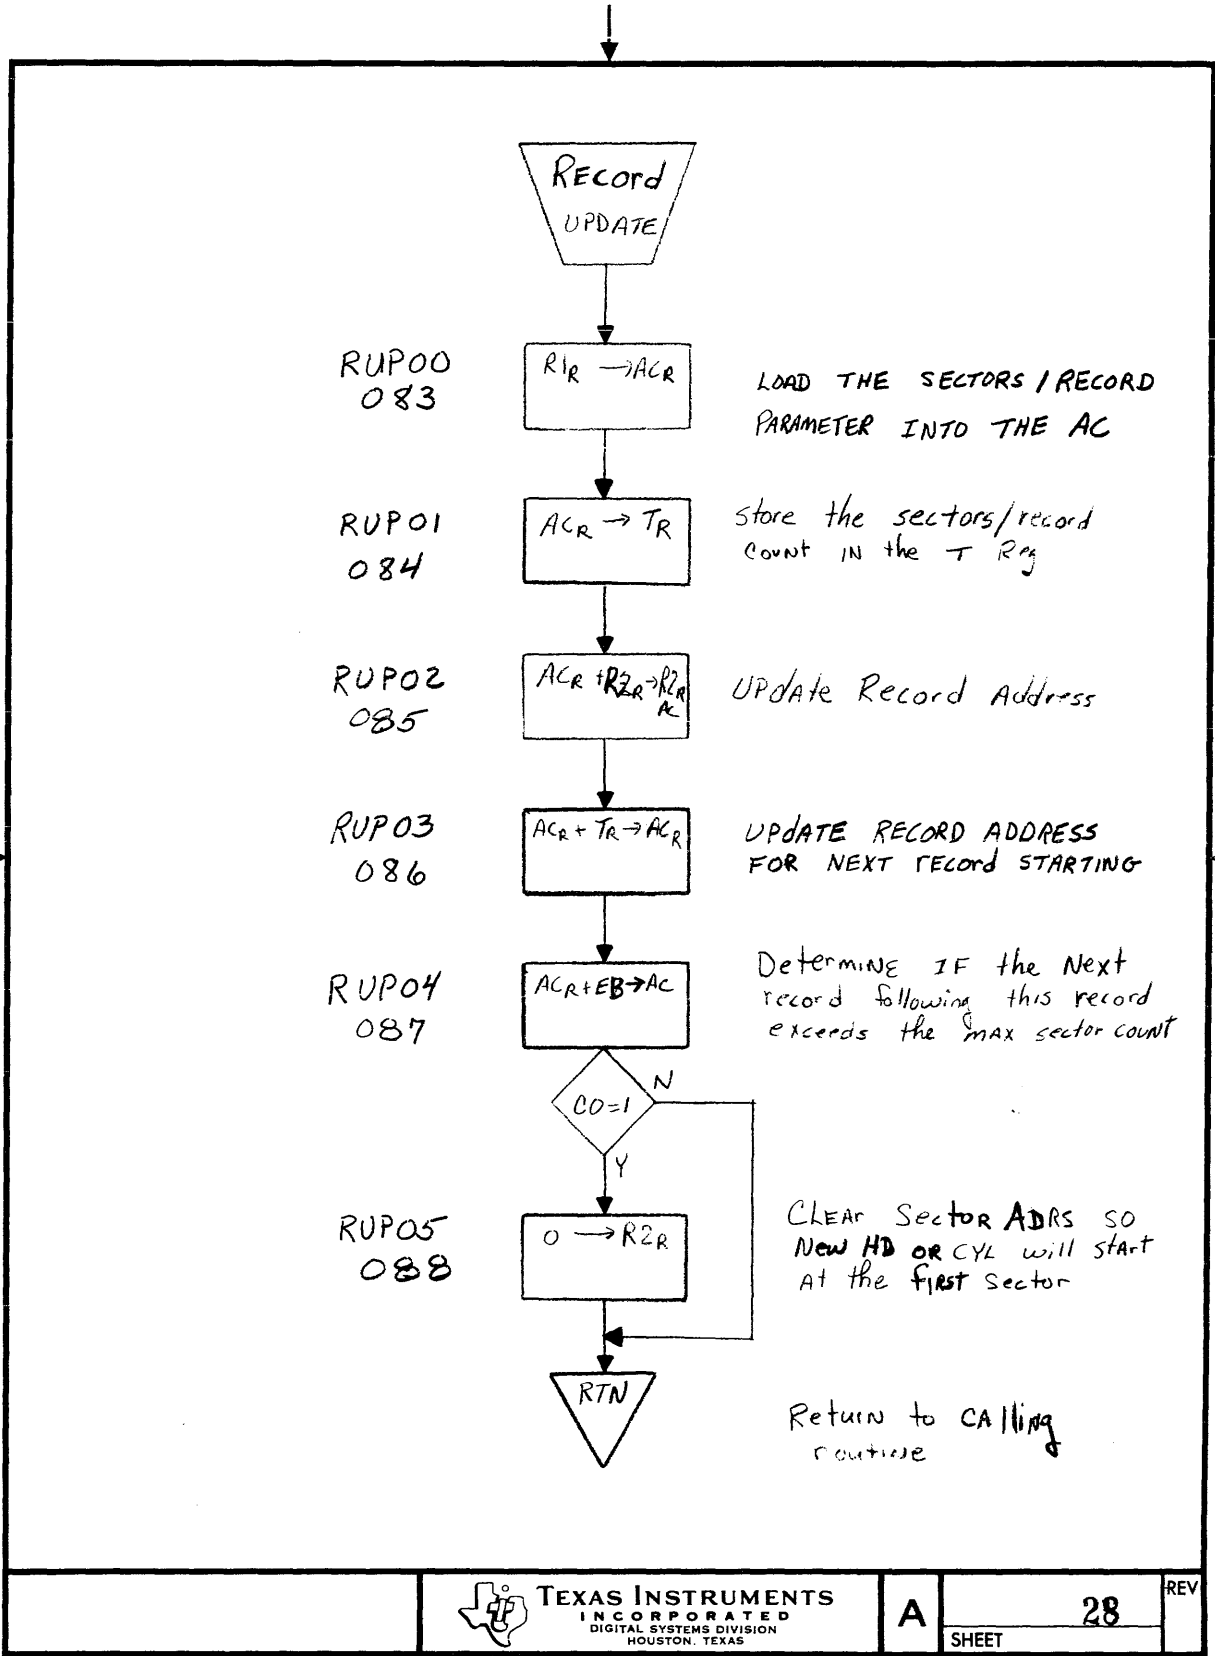 RECord
UPDATE
RUP00
083
R1R → ACR
LOAD THE SECTORS / RECORD
PARAMETER INTO THE AC
RUP01
084
ACR → TR
Store the sectors/record
COUNT IN the T Reg
RUP02
085
ACR + R2R → R2R
AC
UPdAte Record Address
RUP03
086
ACR + TR → ACR
UPdATE RECORD ADDRESS
FOR NEXT rECord STARTING
RUP04
087
ACR + EB → AC
DetermINE IF the Next
record following this record
exceeds the mAX sector COUNT
CO=1
N
Y
RUP05
088
0 → R2R
CLEAr SectOR ADRS SO
New HD OR CYL will stArt
At the fIRST Sector
RTN
Return to CAlling
routine
TEXAS INSTRUMENTS
INCORPORATED
DIGITAL SYSTEMS DIVISION
HOUSTON, TEXAS
A
28
SHEET
REV